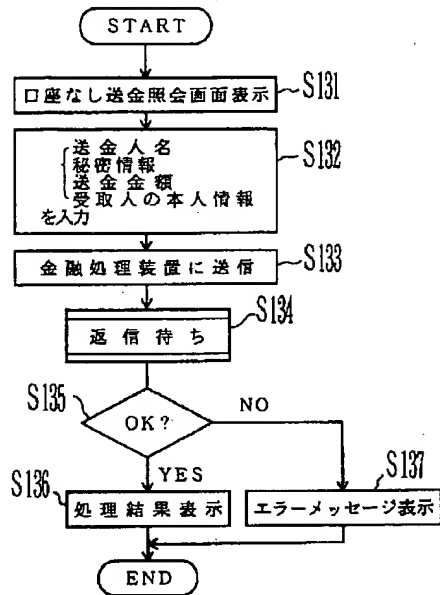 START
口座なし送金照会画面表示
S131
送金人名
秘密情報
送金金額
受取人の本人情報
を入力
S132
金融処理装置に送信
S133
返信待ち
S134
S135
OK?
NO
YES
S136
処理結果表示
S137
エラーメッセージ表示
END